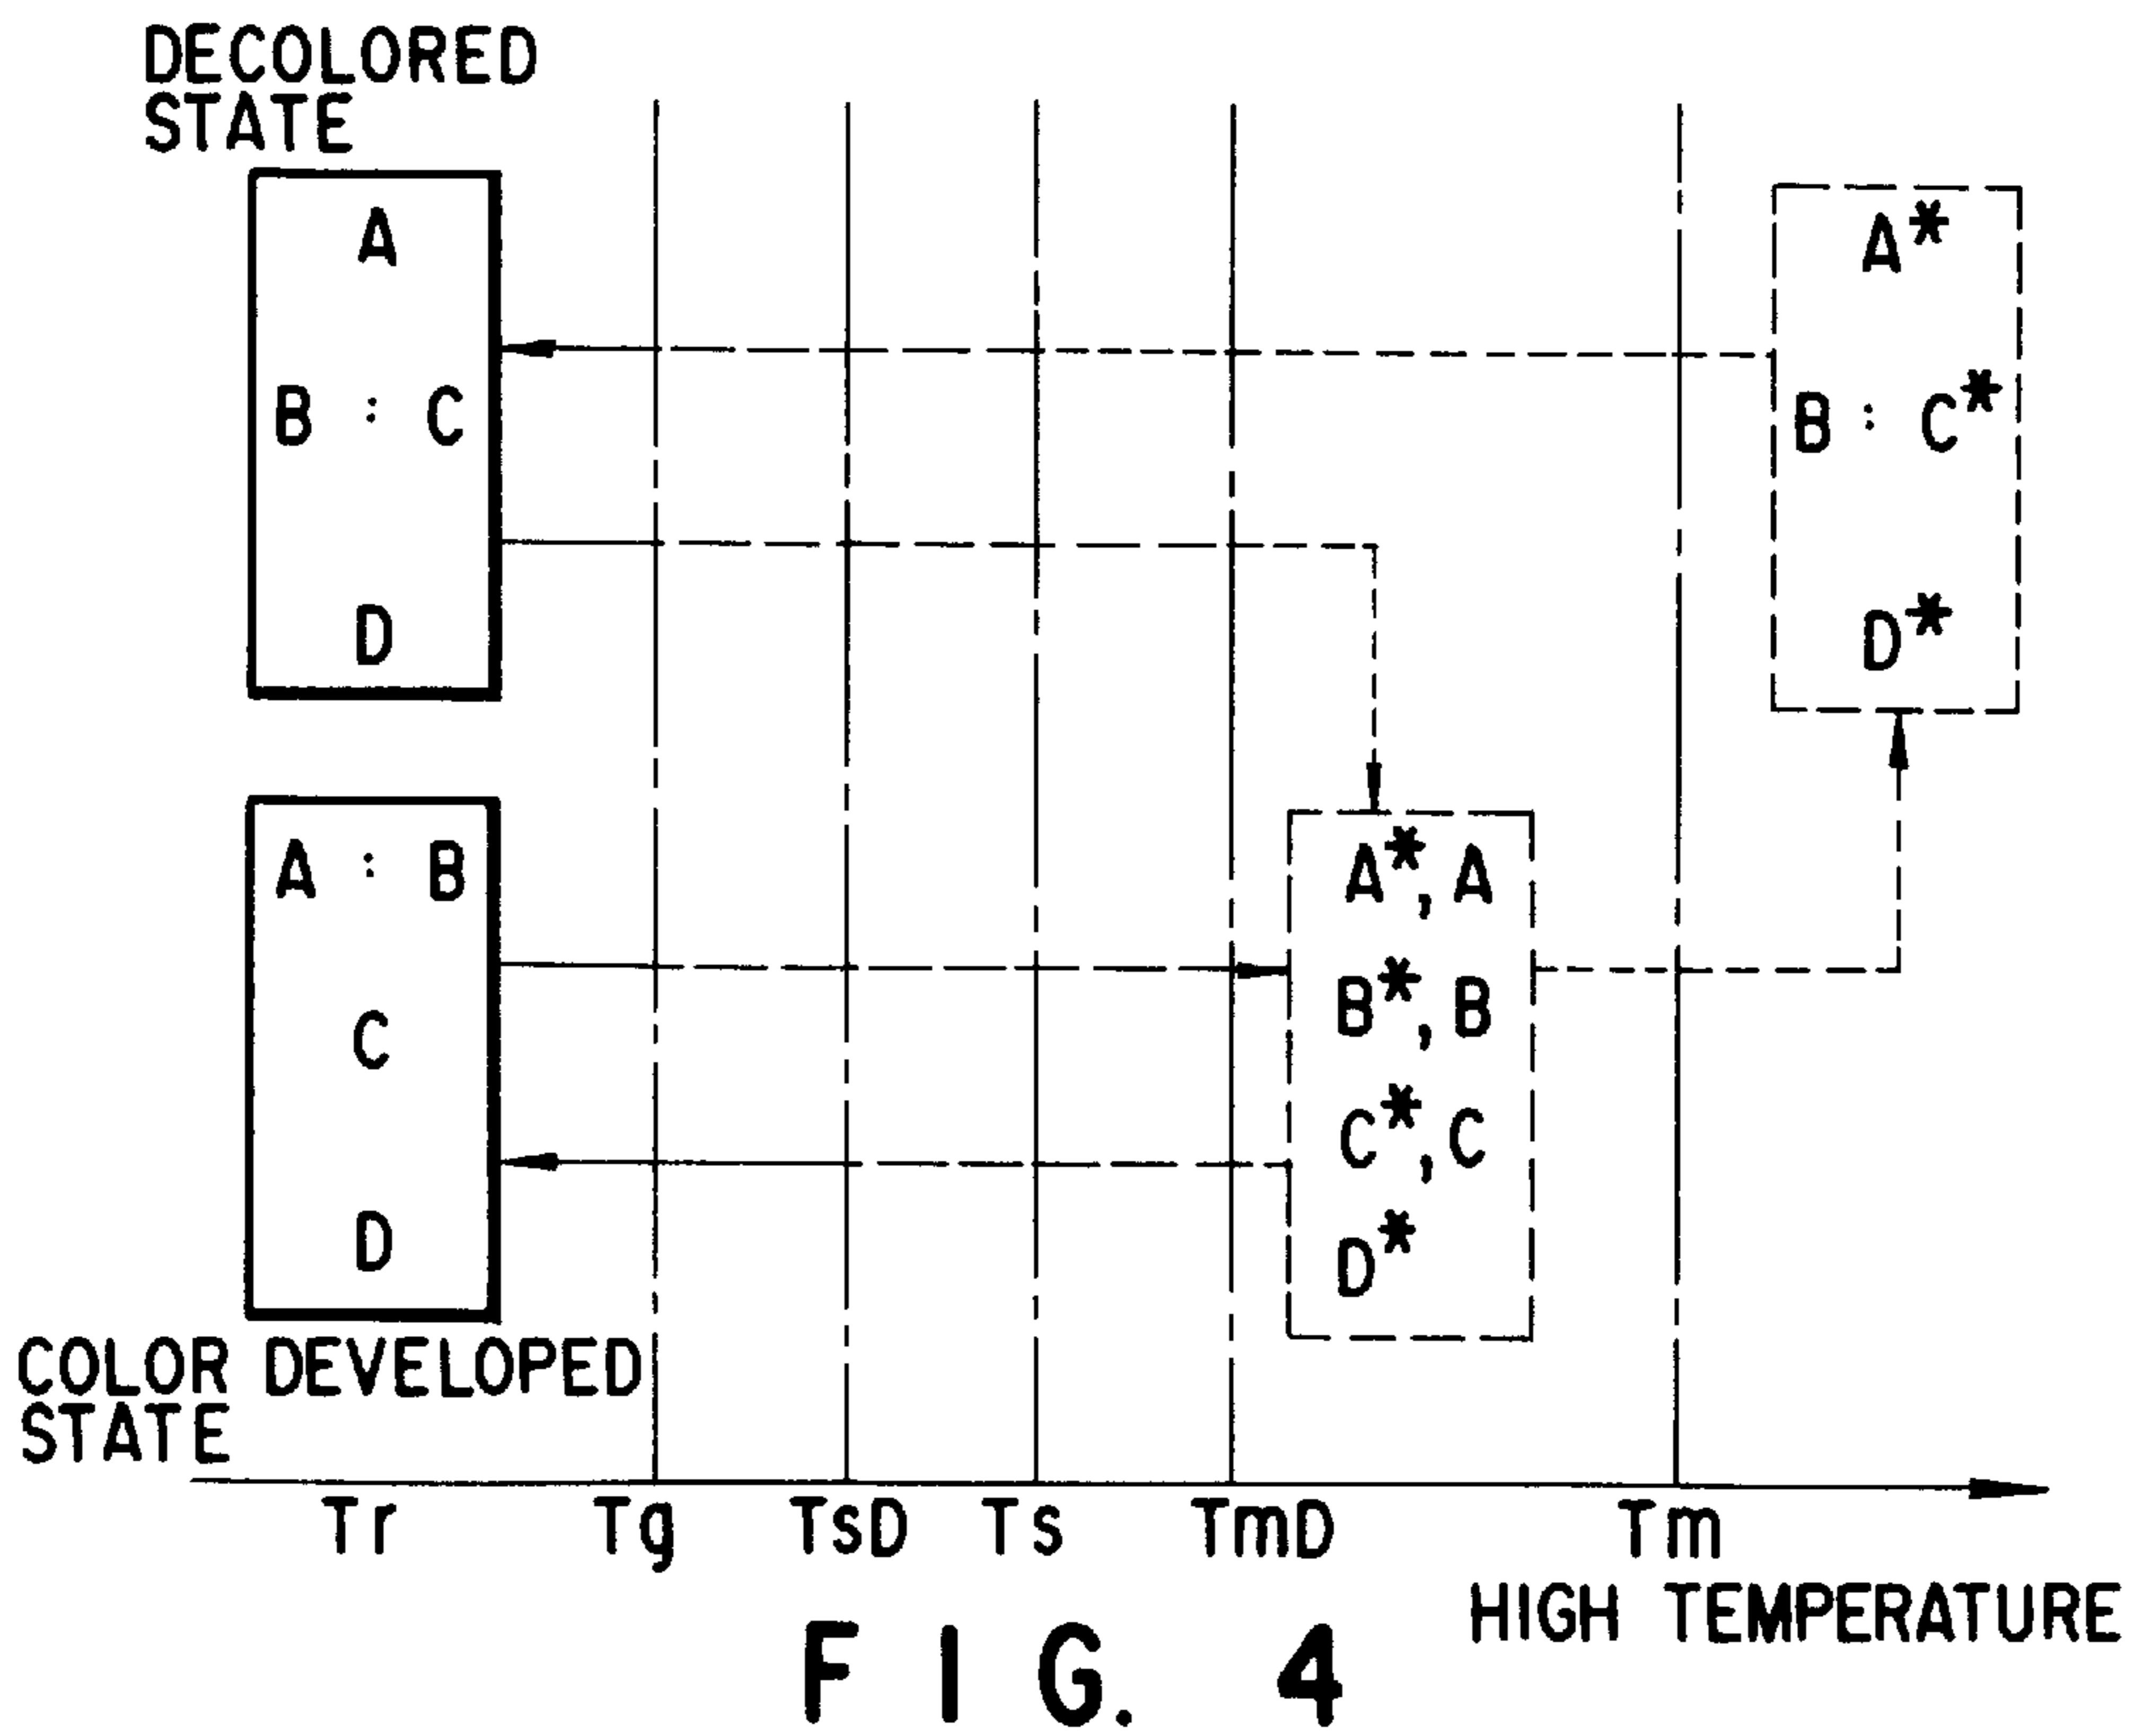 DECOLORED
STATE
A
B : C
D
A*
B : C*
D*
A : B
C
D
A*, A
B*, B
C*, C
D*
COLOR DEVELOPED
STATE
Tr Tg TsD Ts TmD Tm
HIGH TEMPERATURE
FIG. 4